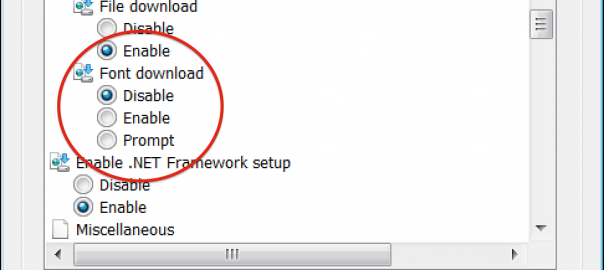 File download
Disable
Enable
Font download
Disable
Enable
Prompt
Enable .NET Framework setup
Disable
Enable
Miscellaneous